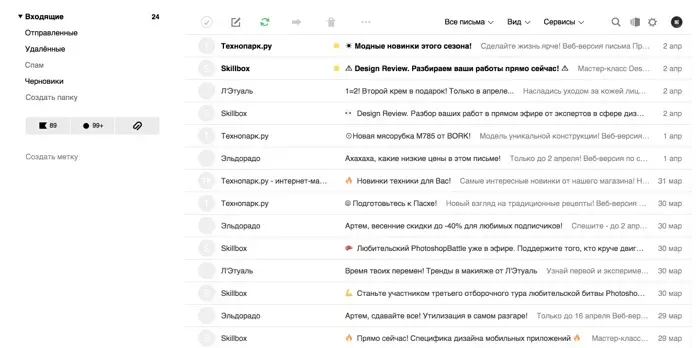 Входящие 24
Отправленные
Удалённые
Спам
Черновики
Создать папку
89 99+
Создать метку
Все письма Вид Сервисы
Технопарк.ру ☀ Модные новинки этого сезона! Сделайте жизнь ярче! Веб-версия письма Пр... 2 апр
Skillbox ⚠ Design Review. Разбираем ваши работы прямо сейчас! ⚠ Мастер-класс Des... 2 апр
Л'Этуаль 1=2! Второй крем в подарок! Только в апреле... Насладись уходом за кожей лиц... 2 апр
Skillbox 👀 Design Review. Разбор ваших работ в прямом эфире от экспертов в сфере диз... 1 апр
Технопарк.ру ⊙Новая мясорубка M785 от BORK! Модель уникальной конструкции! Веб-версия... 1 апр
Эльдорадо Ахахаха, какие низкие цены в этом письме! Только до 2 апреля! Веб-версия по с... 1 апр
Технопарк.ру - интернет-ма... 🔥 Новинки техники для Вас! Самые интересные новинки от нашего магазина! Н... 31 мар
Технопарк.ру Подготовьтесь к Пасхе! Новый взгляд на традиционные рецепты! Веб-версия ... 30 мар
Эльдорадо Артем, весенние скидки до -40% для любимых подписчиков! Спешите - до 2 апр... 30 мар
Skillbox Любительский PhotoshopBattle уже в эфире. Поддержите того, кто круче двиг... 30 мар
Л'Этуаль Время твоих перемен! Тренды в макияже от Л'Этуаль Узнай первой и эксперимe... 30 мар
Skillbox 💪 Станьте участником третьего отборочного тура любительской битвы Photosho... 29 мар
Эльдорадо Артем, сдавайте все! Утилизация в самом разгаре! Только до 16 апреля Веб-вер... 29 мар
Skillbox 🔥 Прямо сейчас! Специфика дизайна мобильных приложений 🔥 Мастер-класс... 29 мар